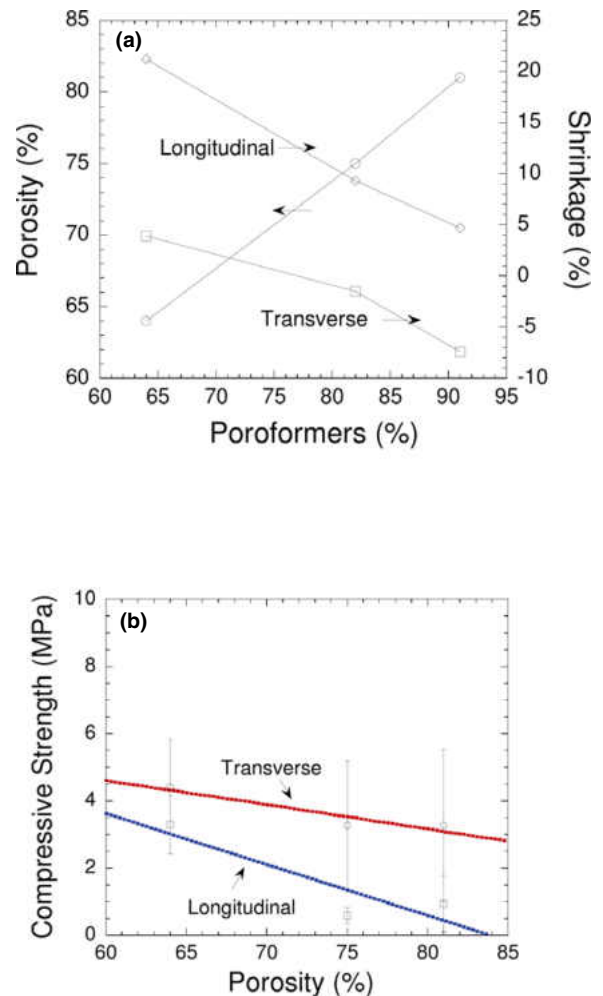 (a)
Porosity (%)
85
80
75
70
65
60
25
20
15
10
5
0
-5
-10
Shrinkage (%)
Longitudinal
Transverse
60 65 70 75 80 85 90 95
Poroformers (%)
(b)
Compressive Strength (MPa)
10
8
6
4
2
0
Transverse
Longitudinal
60 65 70 75 80 85
Porosity (%)